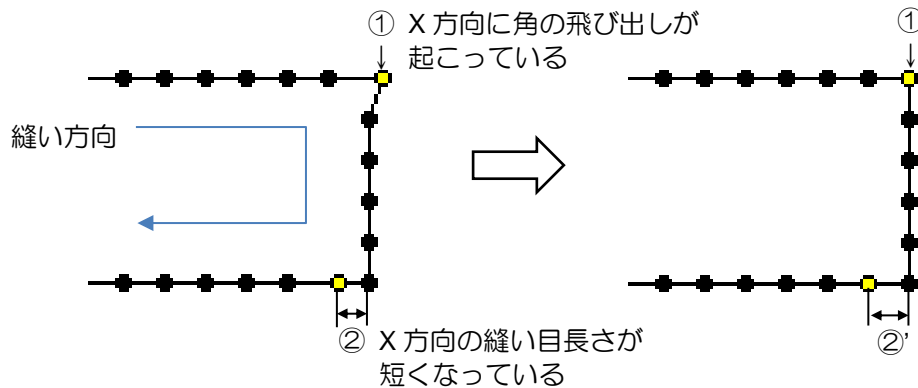 ① X 方向に角の飛び出しが
起こっている
①
縫い方向
② X 方向の縫い目長さが
短くなっている
②'